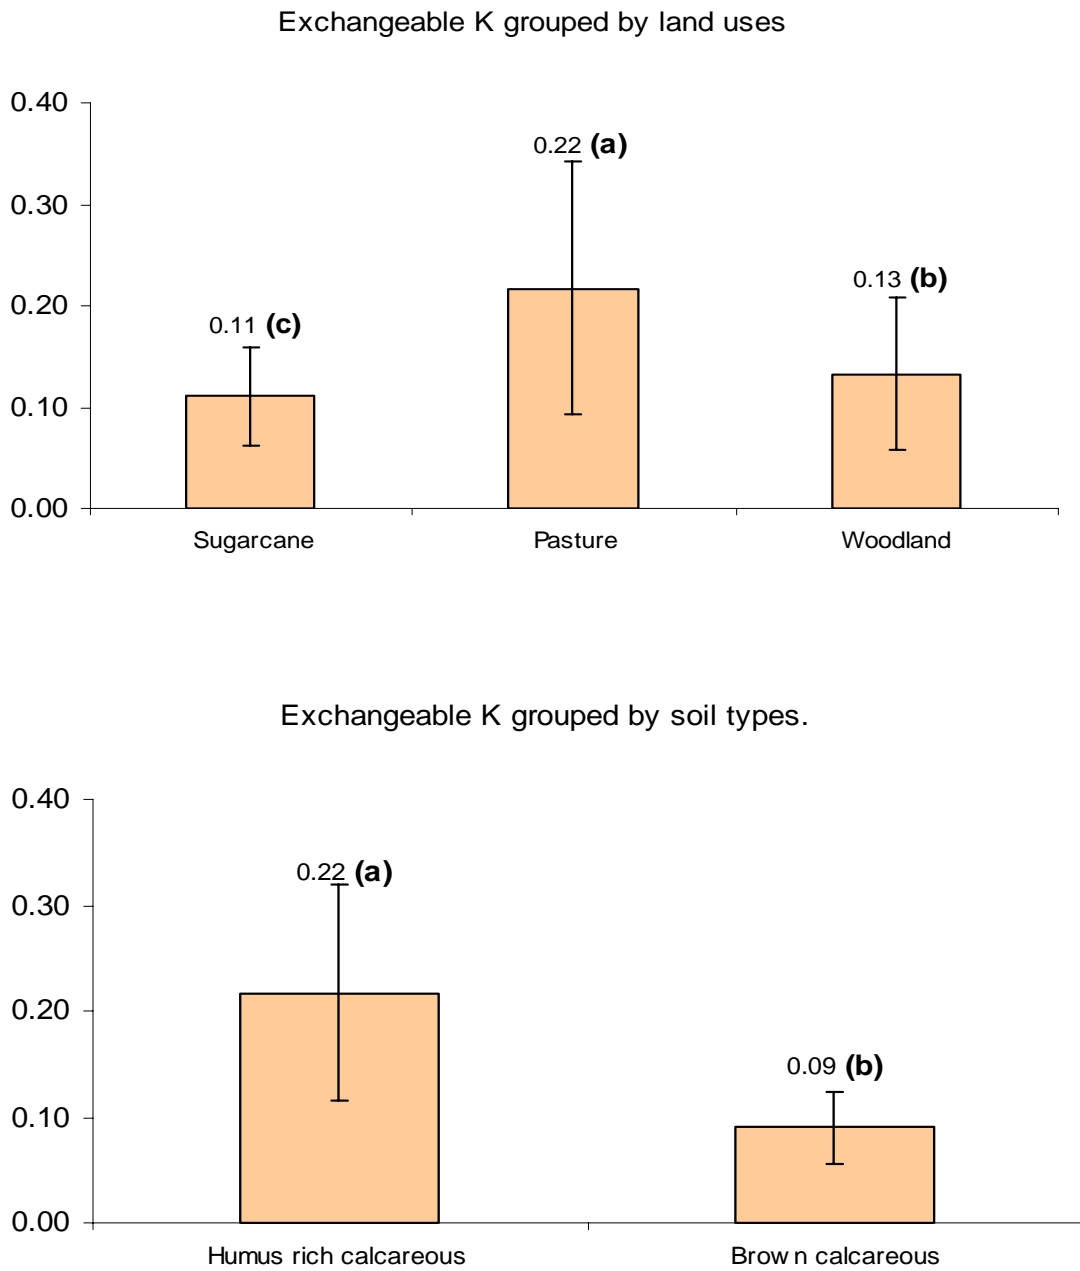 Exchangeable K grouped by land uses
0.40
0.30
0.20
0.10
0.00
0.11 (c)
0.22 (a)
0.13 (b)
Sugarcane
Pasture
Woodland
Exchangeable K grouped by soil types.
0.40
0.30
0.20
0.10
0.00
0.22 (a)
0.09 (b)
Humus rich calcareous
Brown calcareous